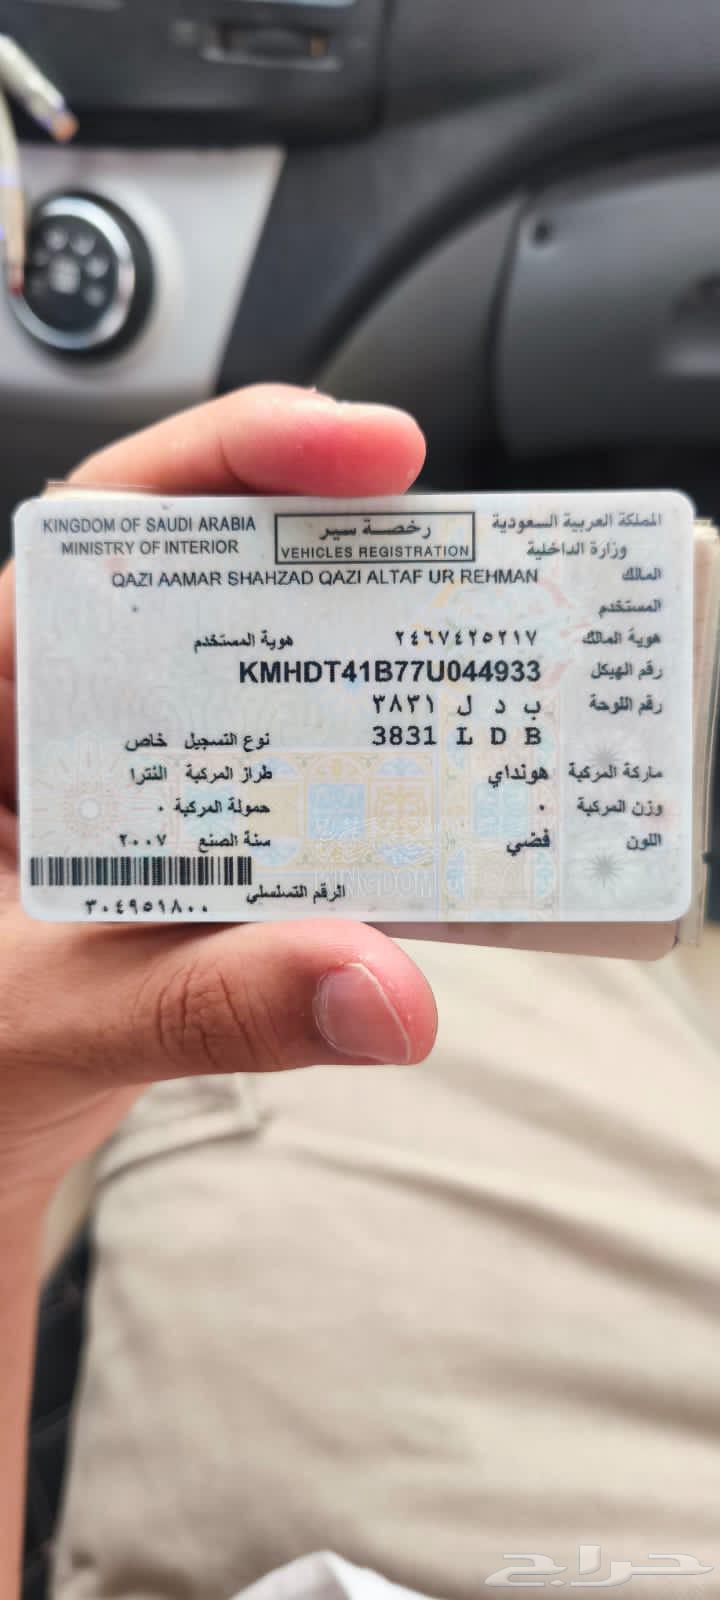 KINGDOM OF SAUDI ARABIA رخصة سير المملكة العربية السعودية
MINISTRY OF INTERIOR VEHICLES REGISTRATION وزارة الداخلية
المالك QAZI AAMAR SHAHZAD QAZI ALTAF UR REHMAN
المستخدم
هوية المالك ٢٤٦٧٤٢٥٢١٧ هوية المستخدم
رقم الهيكل KMHDT41B77U044933
رقم اللوحة ب د ل ٣٨٣١
3831 L D B نوع التسجيل خاص
ماركة المركبة هونداي طراز المركبة النترا
وزن المركبة ٠ حمولة المركبة ٠
اللون فضي سنة الصنع ٢٠٠٧
الرقم التسلسلي ٣٠٤٩٥١٨٠٠
KINGDOM
حراج